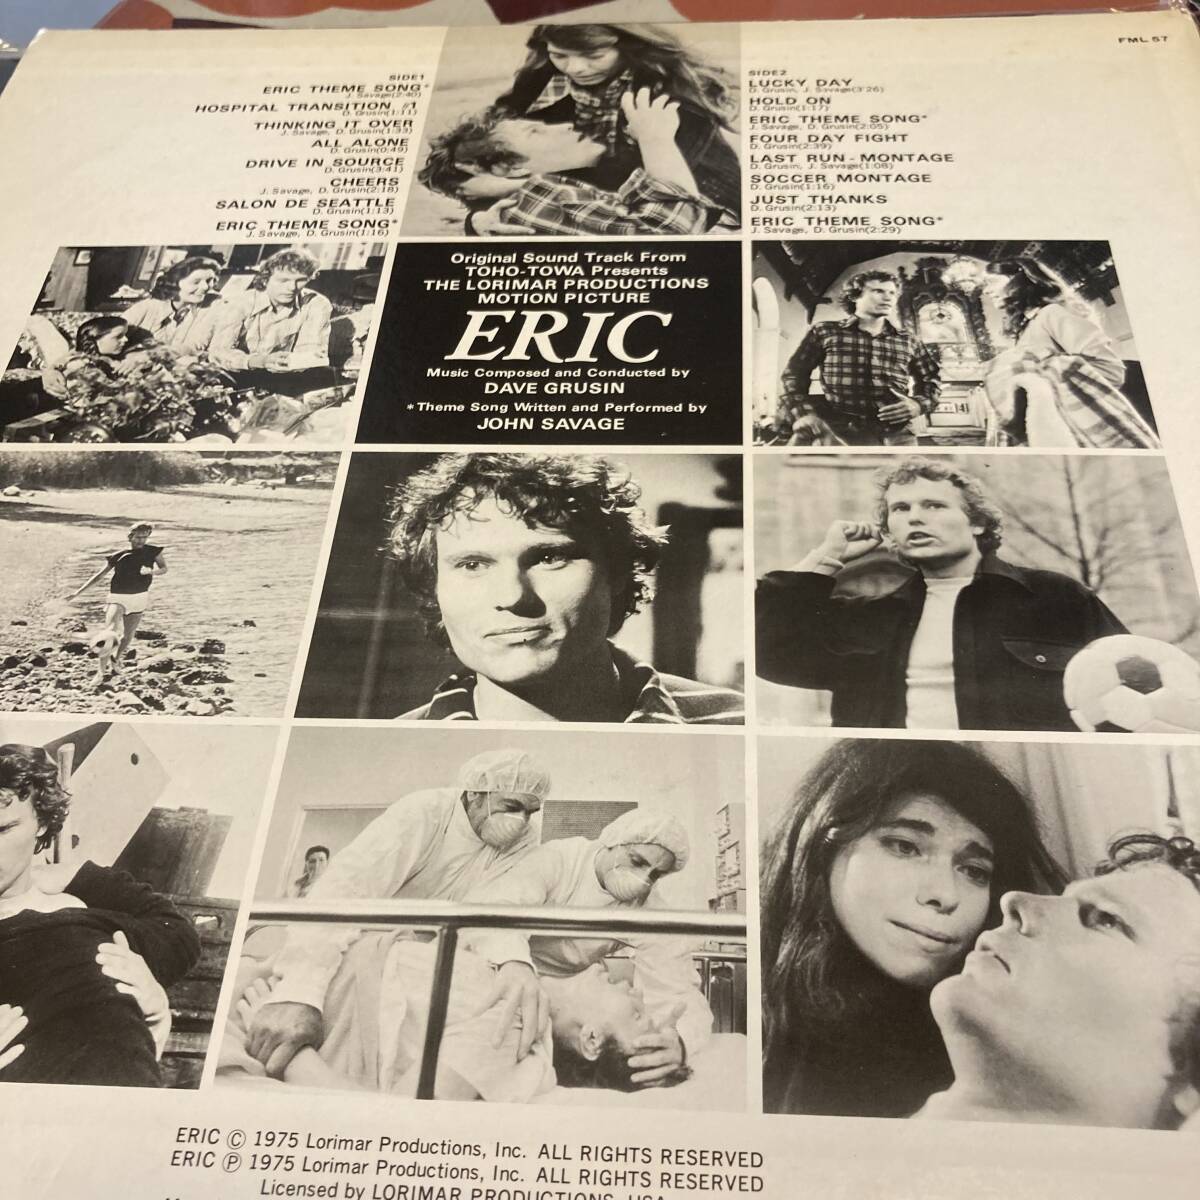 FML 57
SIDE1
ERIC THEME SONG*
J. Savage(2:40)
HOSPITAL TRANSITION #1
D. Grusin(1:11)
THINKING IT OVER
J. Savage, D. Grusin(1:33)
ALL ALONE
D. Grusin(0:49)
DRIVE IN SOURCE
D. Grusin(3:41)
CHEERS
J. Savage, D. Grusin(2:18)
SALON DE SEATTLE
D. Grusin(1:13)
ERIC THEME SONG*
J. Savage, D. Grusin(1:16)
SIDE2
LUCKY DAY
D. Grusin, J. Savage(3'26)
HOLD ON
D. Grusin(1:17)
ERIC THEME SONG*
J. Savage, D. Grusin(2:05)
FOUR DAY FIGHT
D. Grusin(2:39)
LAST RUN-MONTAGE
D. Grusin, J. Savage(1:08)
SOCCER MONTAGE
D. Grusin(1:16)
JUST THANKS
D. Grusin(2:13)
ERIC THEME SONG*
J. Savage, D. Grusin(2:29)
Original Sound Track From
TOHO-TOWA Presents
THE LORIMAR PRODUCTIONS
MOTION PICTURE
ERIC
Music Composed and Conducted by
DAVE GRUSIN
*Theme Song Written and Performed by
JOHN SAVAGE
ERIC © 1975 Lorimar Productions, Inc. ALL RIGHTS RESERVED
ERIC ℗ 1975 Lorimar Productions, Inc. ALL RIGHTS RESERVED
Licensed by LORIMAR PRODUCTIONS, USA